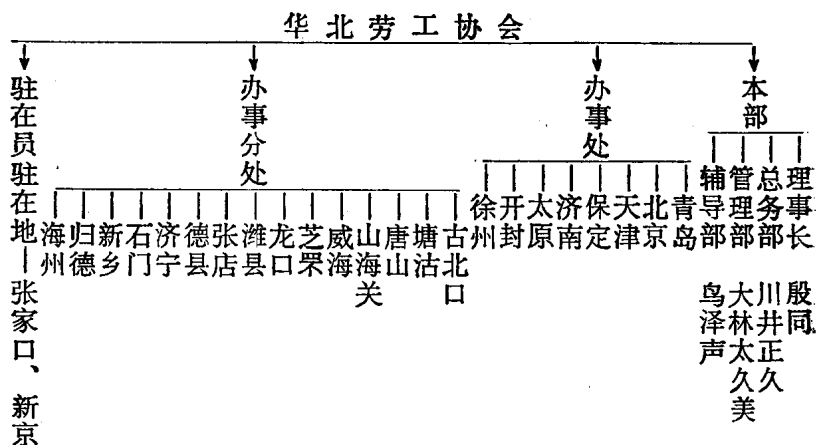 华北劳工协会
本部
理事长 殷同
总务部 川井正久
管理部 大林太久美
辅导部 鸟泽声
办事处
青岛
北京
天津
保定
济南
太原
开封
徐州
办事分处
古北口
塘沽
唐山
山海关
威海
芝罘
龙口
潍县
张店
德县
济宁
石门
新乡
归德
海州
驻在员驻在地—张家口、新京